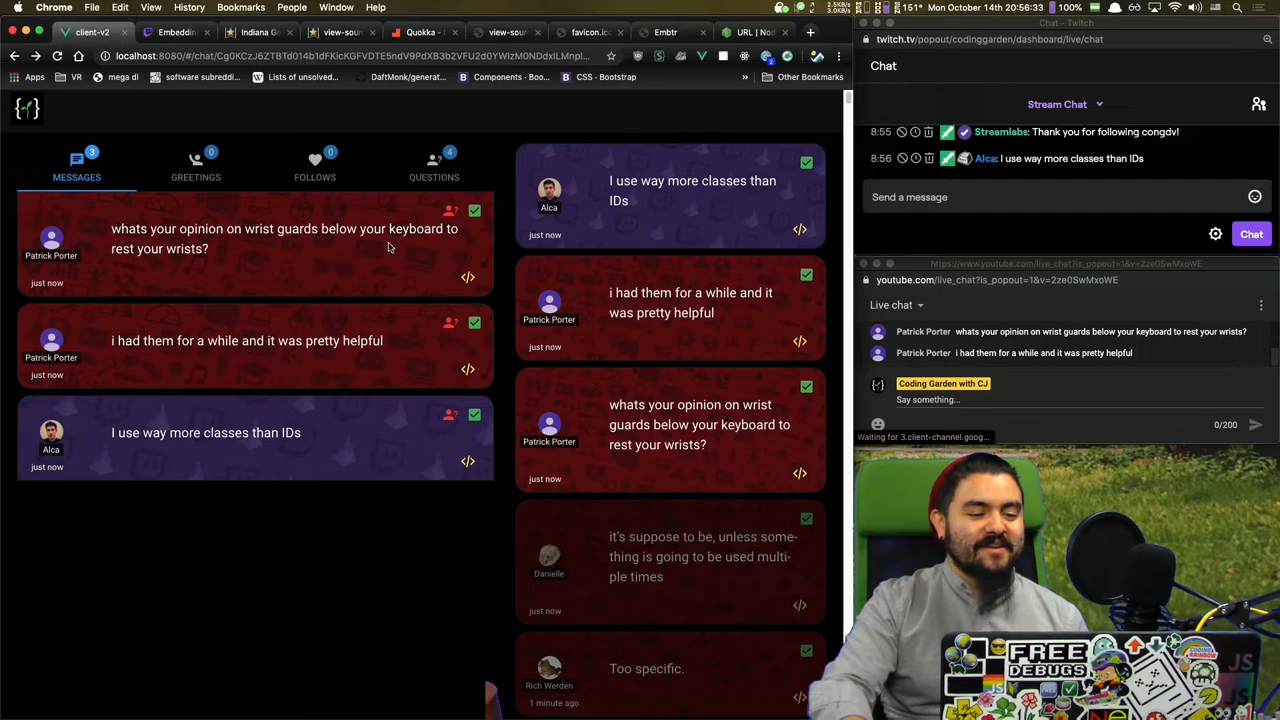 Chrome File Edit View History Bookmarks People Window Help
151° Monday October 14th 20:56:33 100%
client-v2
Embedding
Indiana Ge
view-sour
Quokka - B
view-sour
favicon.ic
Embtr
URL | Nod
localhost:8080/#/chat/Cg0KCzJ6ZTBd014b1dFKicKGFVDTE5ndV9PdXB3b2VFU2d0YWIzM0NDdxILMnpl...
Apps
VR
mega dl
software subreddi...
Lists of unsolved...
DaftMonk/generat...
Components · Boo...
CSS · Bootstrap
»
Other Bookmarks
MESSAGES 3
GREETINGS 0
FOLLOWS 0
QUESTIONS 4
Patrick Porter
whats your opinion on wrist guards below your keyboard to
rest your wrists?
just now
</>
Patrick Porter
i had them for a while and it was pretty helpful
just now
</>
Alca
I use way more classes than IDs
just now
</>
Alca
I use way more classes than
IDs
just now
</>
Patrick Porter
i had them for a while and it
was pretty helpful
just now
</>
Patrick Porter
whats your opinion on wrist
guards below your keyboard to
rest your wrists?
just now
</>
Danielle
it's suppose to be, unless some-
thing is going to be used multi-
ple times
just now
</>
Rich Werden
Too specific.
1 minute ago
</>
Chat - Twitch
twitch.tv/popout/codinggarden/dashboard/live/chat
Chat
Stream Chat
8:55 Streamlabs: Thank you for following congdv!
8:56 Alca: I use way more classes than IDs
Send a message
Chat
https://www.youtube.com/live_chat?is_popout=1&v=2ze0SwMxoWE
youtube.com/live_chat?is_popout=1&v=2ze0SwMxoWE
Live chat
Patrick Porter whats your opinion on wrist guards below your keyboard to rest your wrists?
Patrick Porter i had them for a while and it was pretty helpful
Coding Garden with CJ
Say something...
0/200
Waiting for 3.client-channel.goog...
FREE
DEBUGS
CODING
RAINBOW
JS
JS
FREE